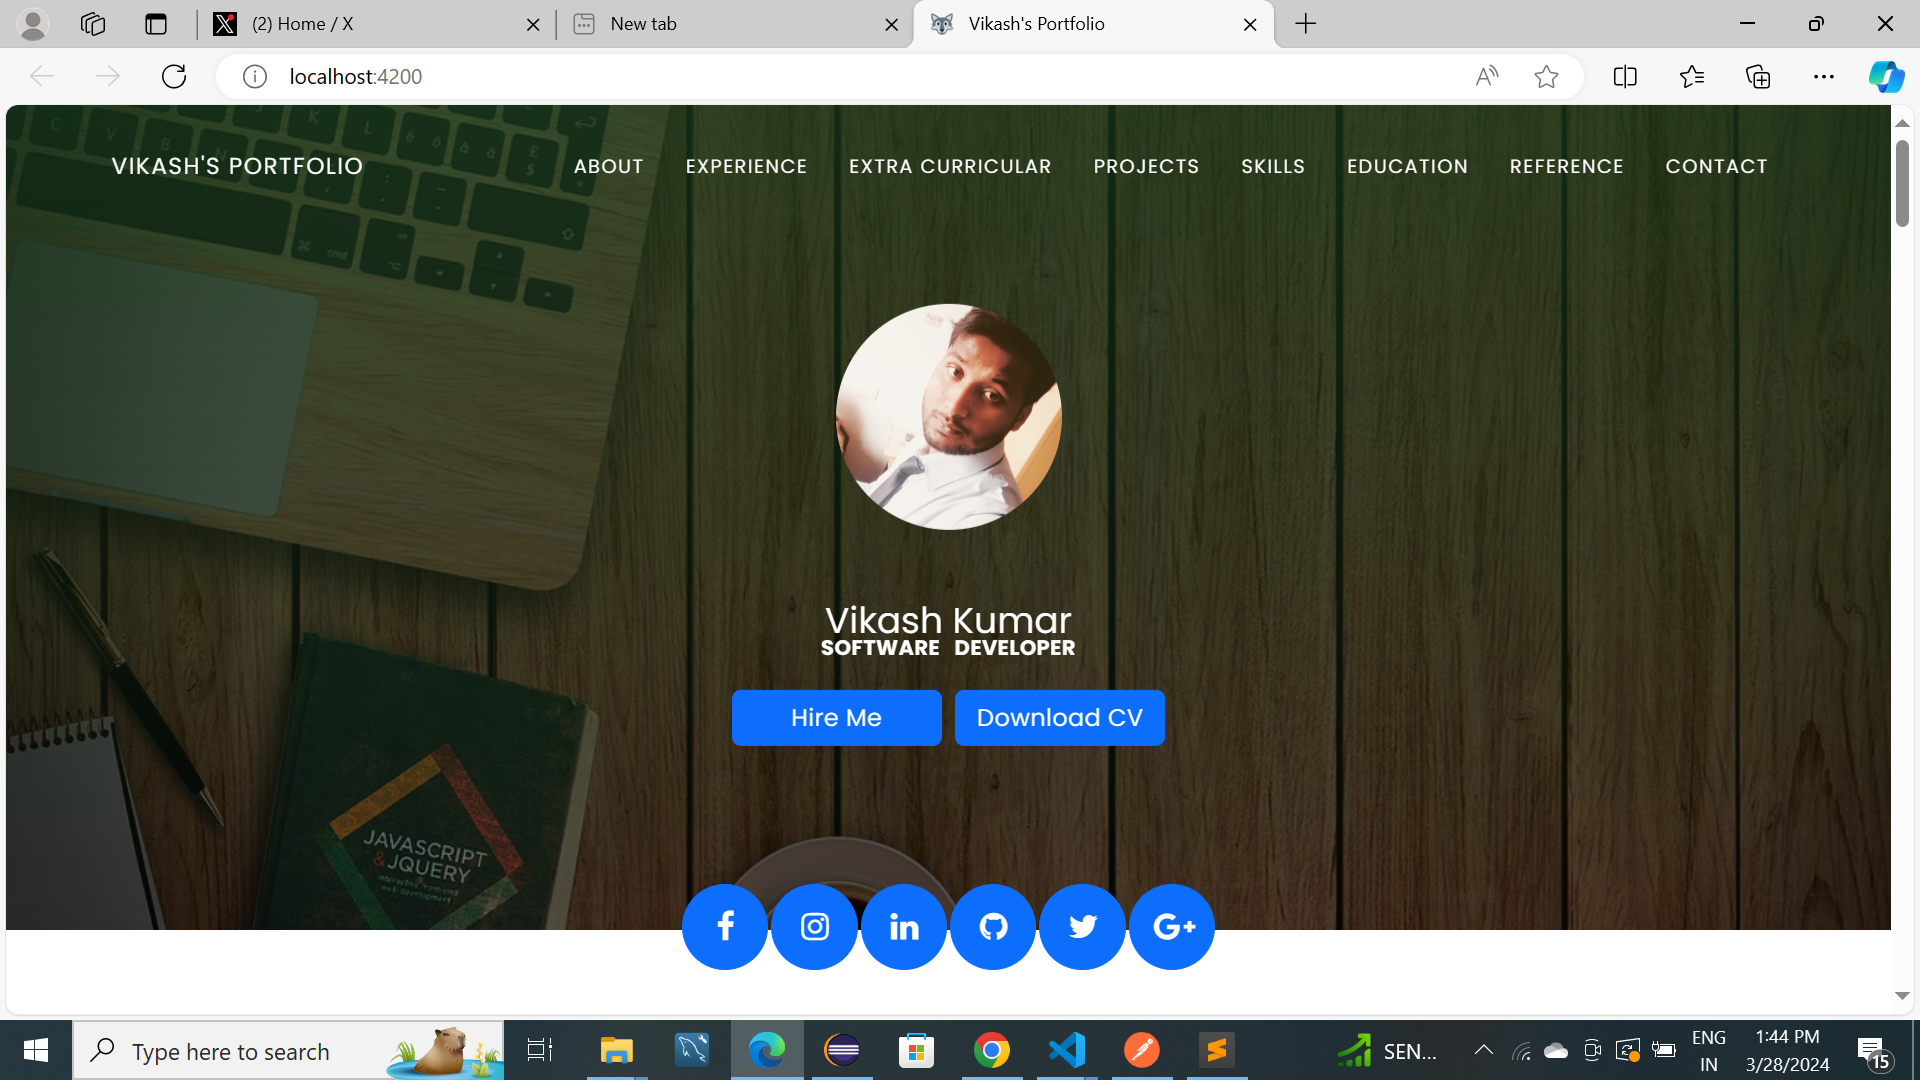 (2) Home / X
New tab
Vikash's Portfolio
localhost:4200
VIKASH'S PORTFOLIO
ABOUT
EXPERIENCE
EXTRA CURRICULAR
PROJECTS
SKILLS
EDUCATION
REFERENCE
CONTACT
Vikash Kumar
SOFTWARE DEVELOPER
Hire Me
Download CV
JAVASCRIPT
&JQUERY
Type here to search
SEN...
ENG
IN
1:44 PM
3/28/2024
15